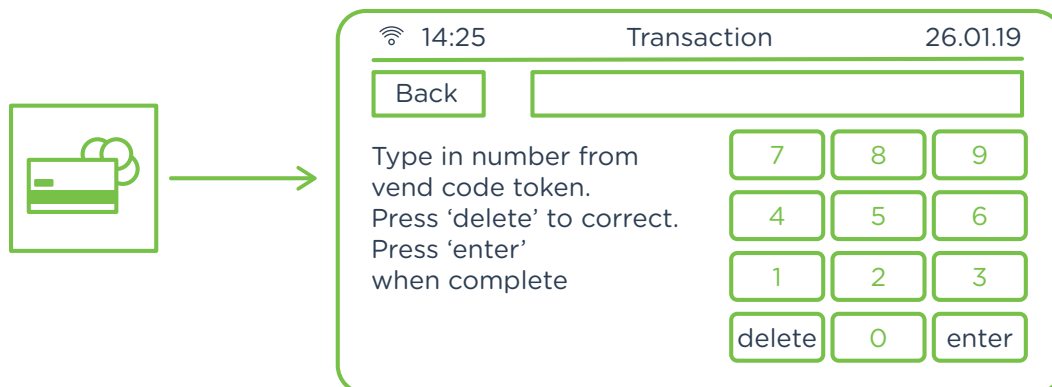 14:25 Transaction 26.01.19
Back
Type in number from
vend code token.
Press ‘delete’ to correct.
Press ‘enter’
when complete
7 8 9
4 5 6
1 2 3
delete 0 enter